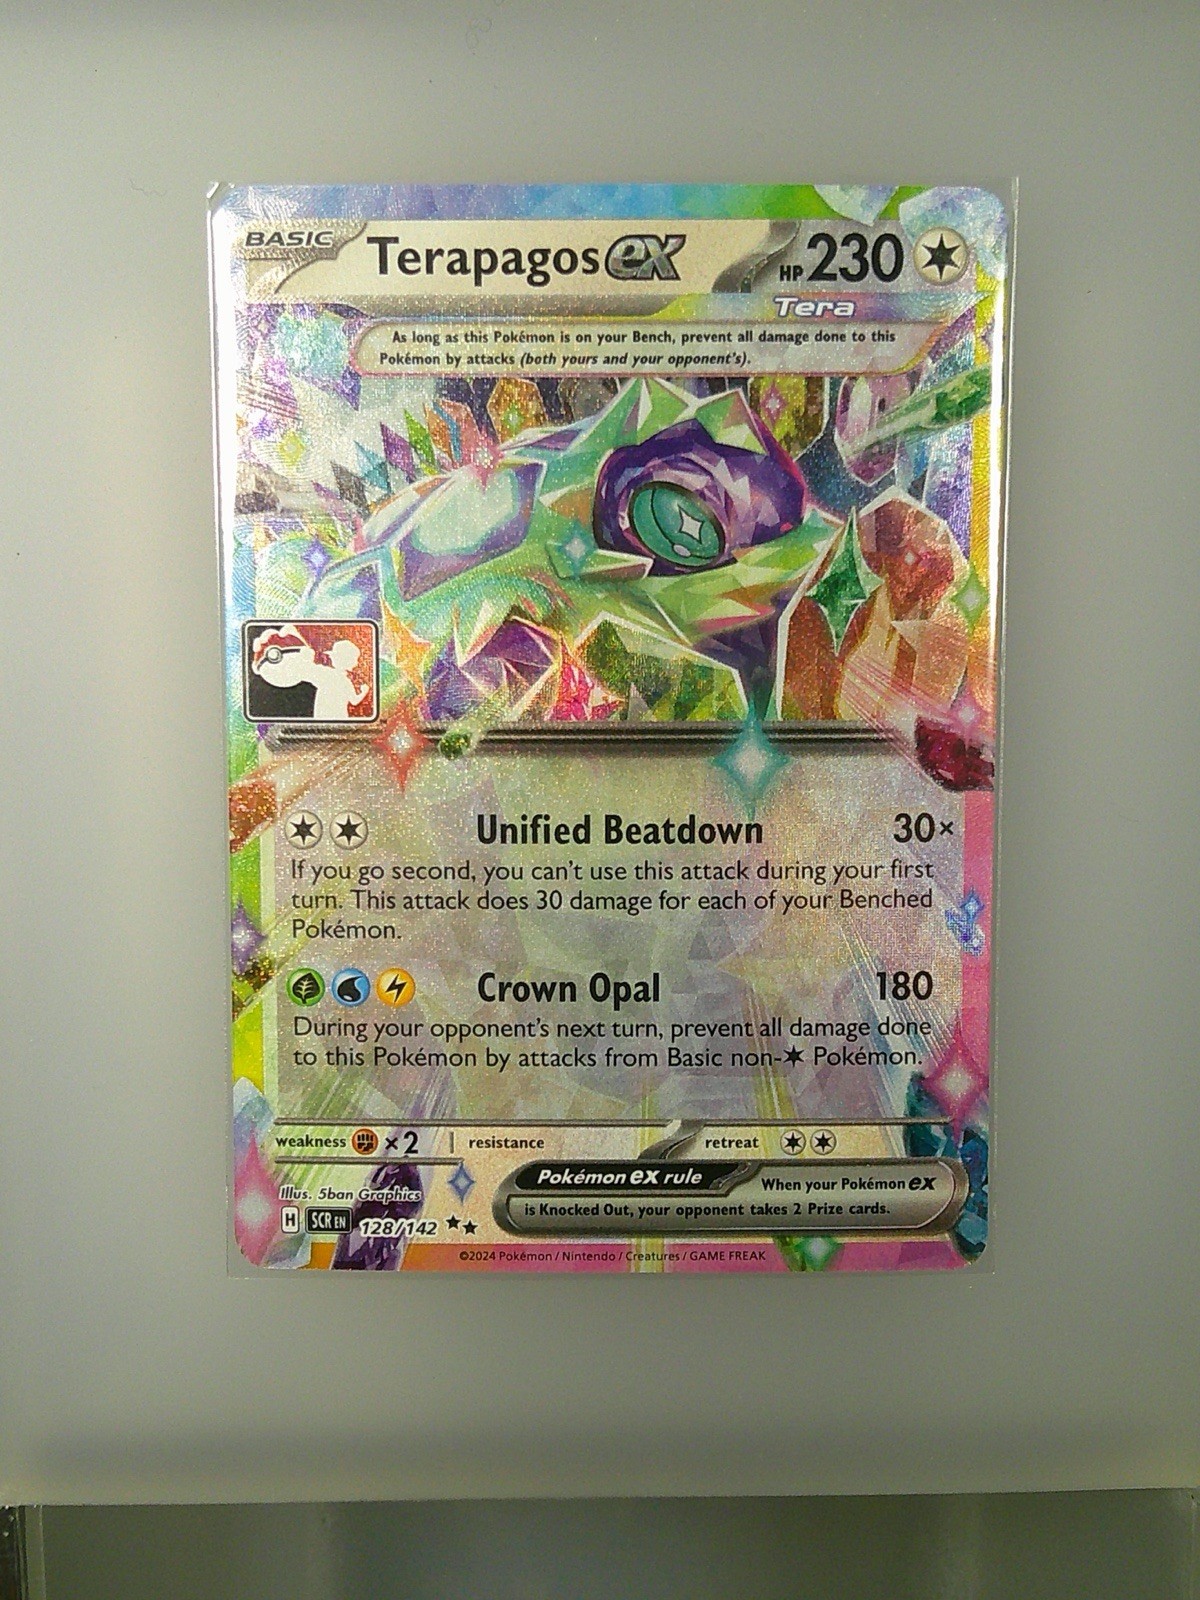 BASIC
Terapagos ex
HP 230
Tera
As long as this Pokémon is on your Bench, prevent all damage done to this
Pokémon by attacks (both yours and your opponent's).
Unified Beatdown 30×
If you go second, you can't use this attack during your first
turn. This attack does 30 damage for each of your Benched
Pokémon.
Crown Opal 180
During your opponent's next turn, prevent all damage done
to this Pokémon by attacks from Basic non- Pokémon.
weakness ×2 resistance retreat
Pokémon ex rule When your Pokémon ex
is Knocked Out, your opponent takes 2 Prize cards.
Illus. 5ban Graphics
H SCR EN 128/142
©2024 Pokémon / Nintendo / Creatures / GAME FREAK